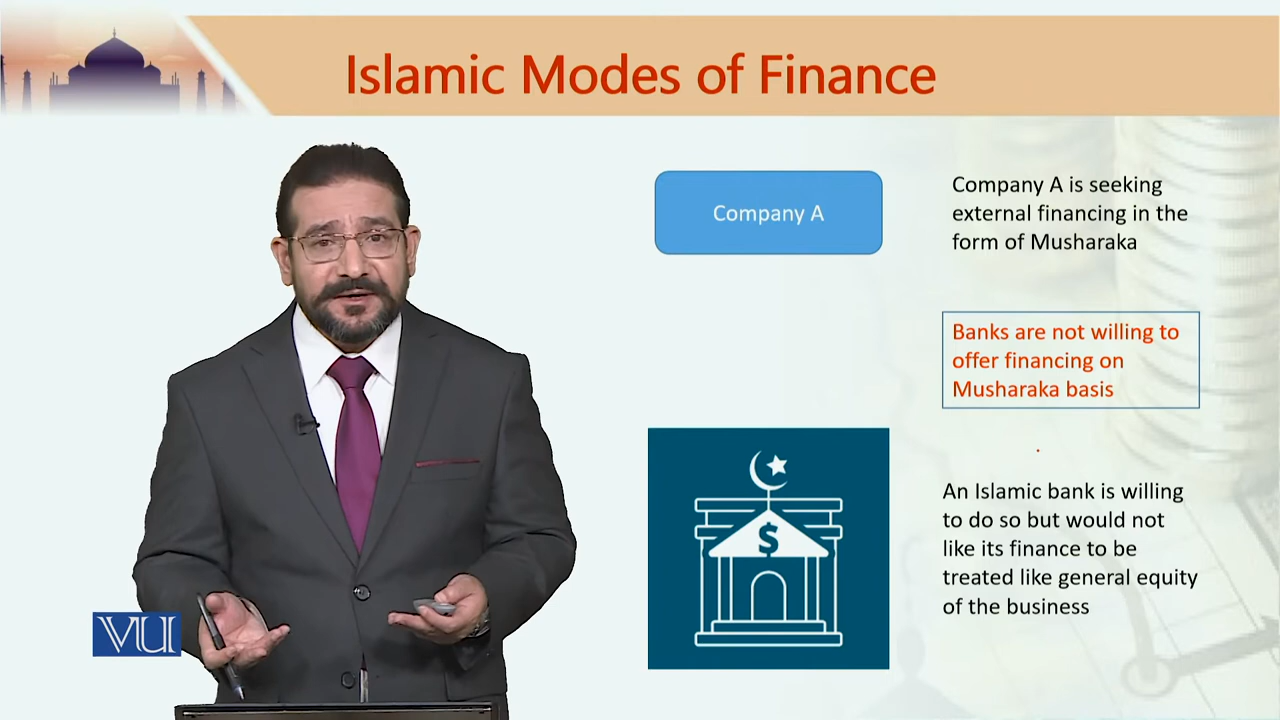 Islamic Modes of Finance
Company A
Company A is seeking
external financing in the
form of Musharaka
Banks are not willing to
offer financing on
Musharaka basis
$
An Islamic bank is willing
to do so but would not
like its finance to be
treated like general equity
of the business
VU